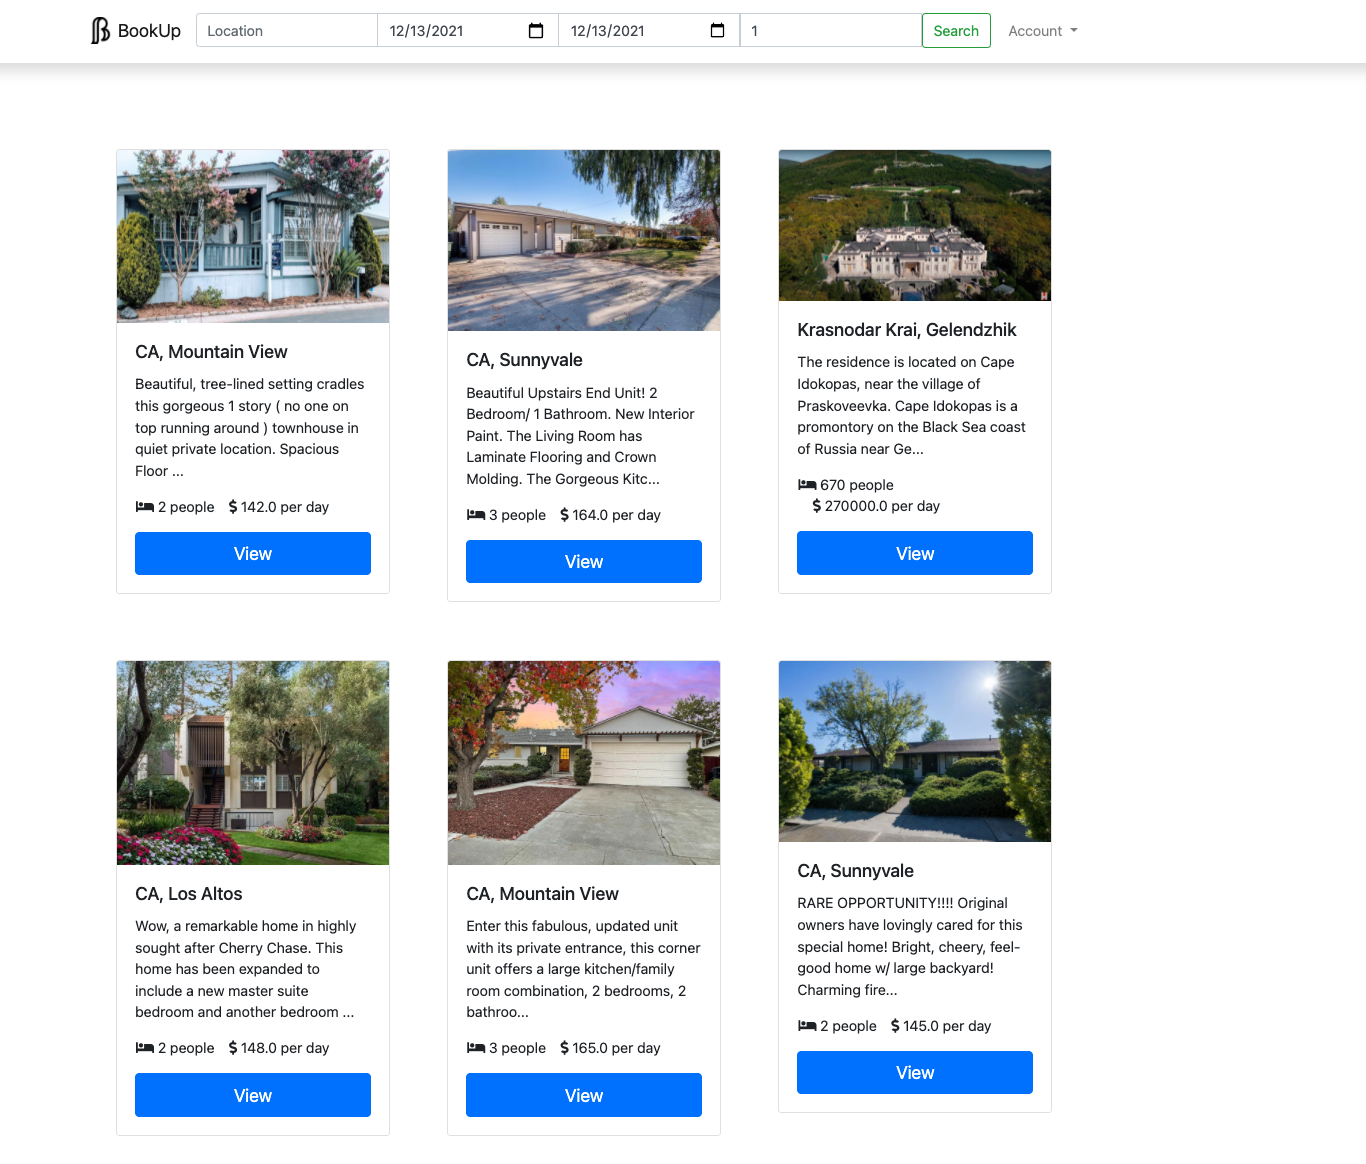 BookUp
Location
12/13/2021
12/13/2021
1
Search
Account
CA, Mountain View
Beautiful, tree-lined setting cradles
this gorgeous 1 story ( no one on
top running around ) townhouse in
quiet private location. Spacious
Floor ...
2 people $ 142.0 per day
View
CA, Sunnyvale
Beautiful Upstairs End Unit! 2
Bedroom/ 1 Bathroom. New Interior
Paint. The Living Room has
Laminate Flooring and Crown
Molding. The Gorgeous Kitc...
3 people $ 164.0 per day
View
Krasnodar Krai, Gelendzhik
The residence is located on Cape
Idokopas, near the village of
Praskoveevka. Cape Idokopas is a
promontory on the Black Sea coast
of Russia near Ge...
670 people
$ 270000.0 per day
View
CA, Los Altos
Wow, a remarkable home in highly
sought after Cherry Chase. This
home has been expanded to
include a new master suite
bedroom and another bedroom ...
2 people $ 148.0 per day
View
CA, Mountain View
Enter this fabulous, updated unit
with its private entrance, this corner
unit offers a large kitchen/family
room combination, 2 bedrooms, 2
bathroo...
3 people $ 165.0 per day
View
CA, Sunnyvale
RARE OPPORTUNITY!!!! Original
owners have lovingly cared for this
special home! Bright, cheery, feel-
good home w/ large backyard!
Charming fire...
2 people $ 145.0 per day
View